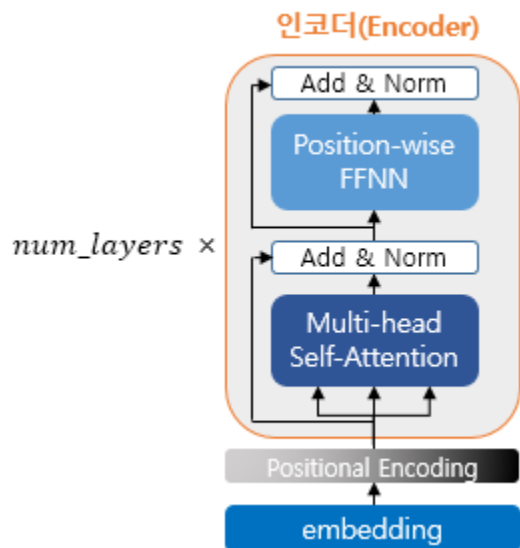 인코더(Encoder)
Add & Norm
Position-wise
FFNN
num_layers ×
Add & Norm
Multi-head
Self-Attention
Positional Encoding
embedding